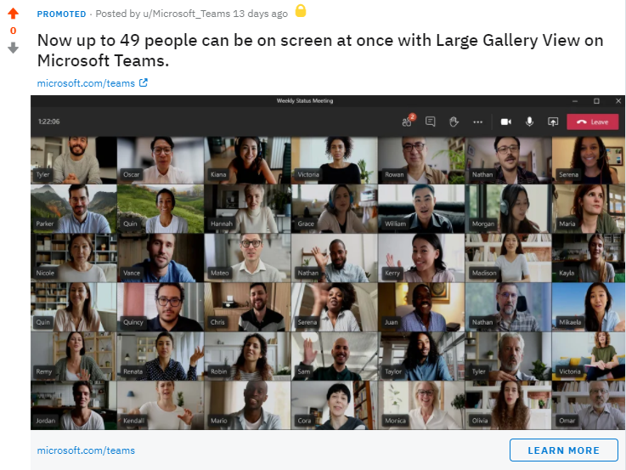 PROMOTED · Posted by u/Microsoft_Teams 13 days ago
0
Now up to 49 people can be on screen at once with Large Gallery View on
Microsoft Teams.
microsoft.com/teams
Weekly Status Meeting
1:22:06
2
Leave
Tyler Oscar Kiana Victoria Rowan Nathan Serena
Parker Quin Hannah Grace William Morgan Maria
Nicole Vance Mateo Nathan Kerry Madison Kayla
Quin Quincy Chris Serena Juan Nathan Mikaela
Remy Renata Robin Sam Taylor Tyler Victoria
Jordan Kendall Mario Cora Monica Olivia Omar
microsoft.com/teams
LEARN MORE